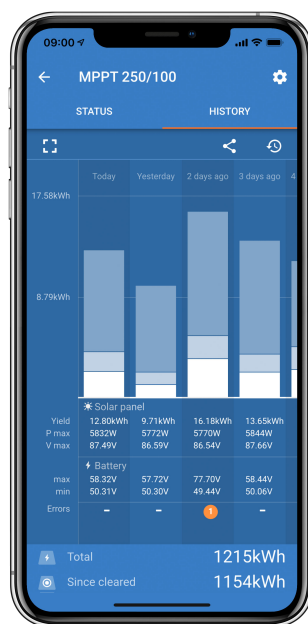 09:00
MPPT 250/100
STATUS HISTORY
Today Yesterday 2 days ago 3 days ago 4
17.58kWh
8.79kWh
Solar panel
Yield 12.80kWh 9.71kWh 16.18kWh 13.65kWh
P max 5832W 5772W 5770W 5844W
V max 87.49V 86.59V 86.54V 87.66V
Battery
max 58.32V 57.72V 77.70V 58.44V
min 50.31V 50.30V 49.44V 50.06V
Errors – – 1 –
Total 1215kWh
Since cleared 1154kWh